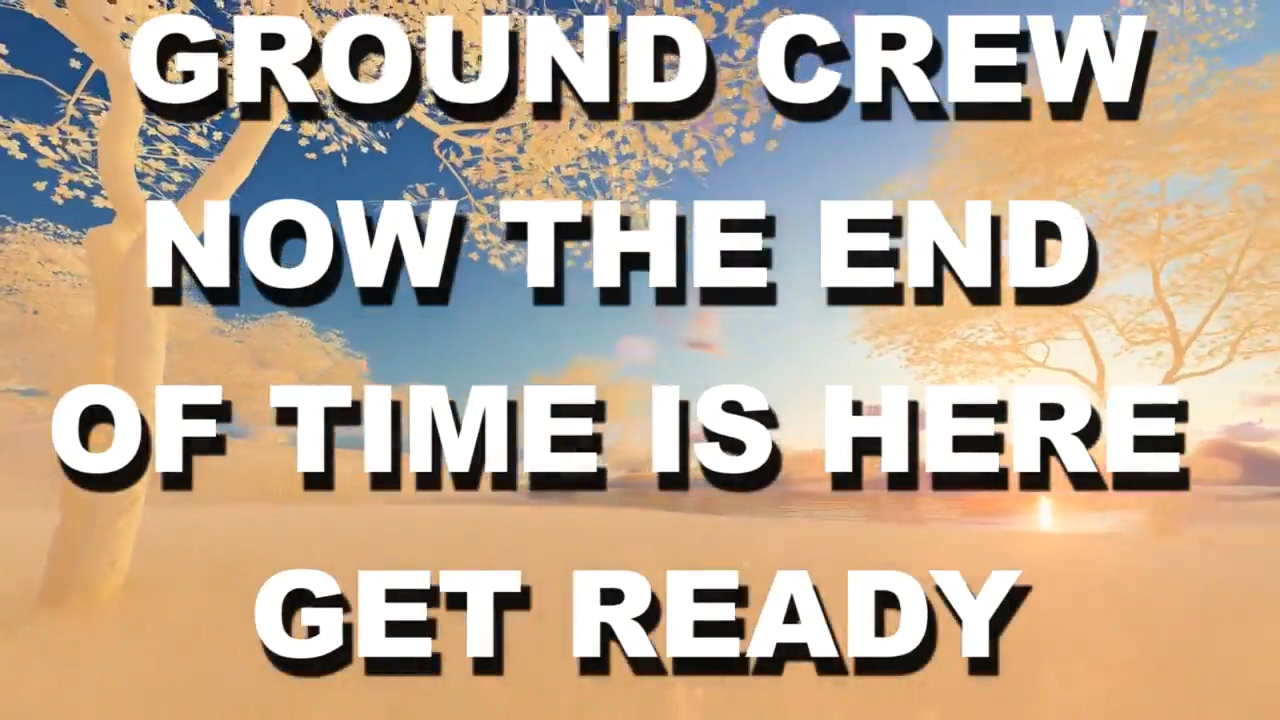 GROUND CREW
NOW THE END
OF TIME IS HERE
GET READY